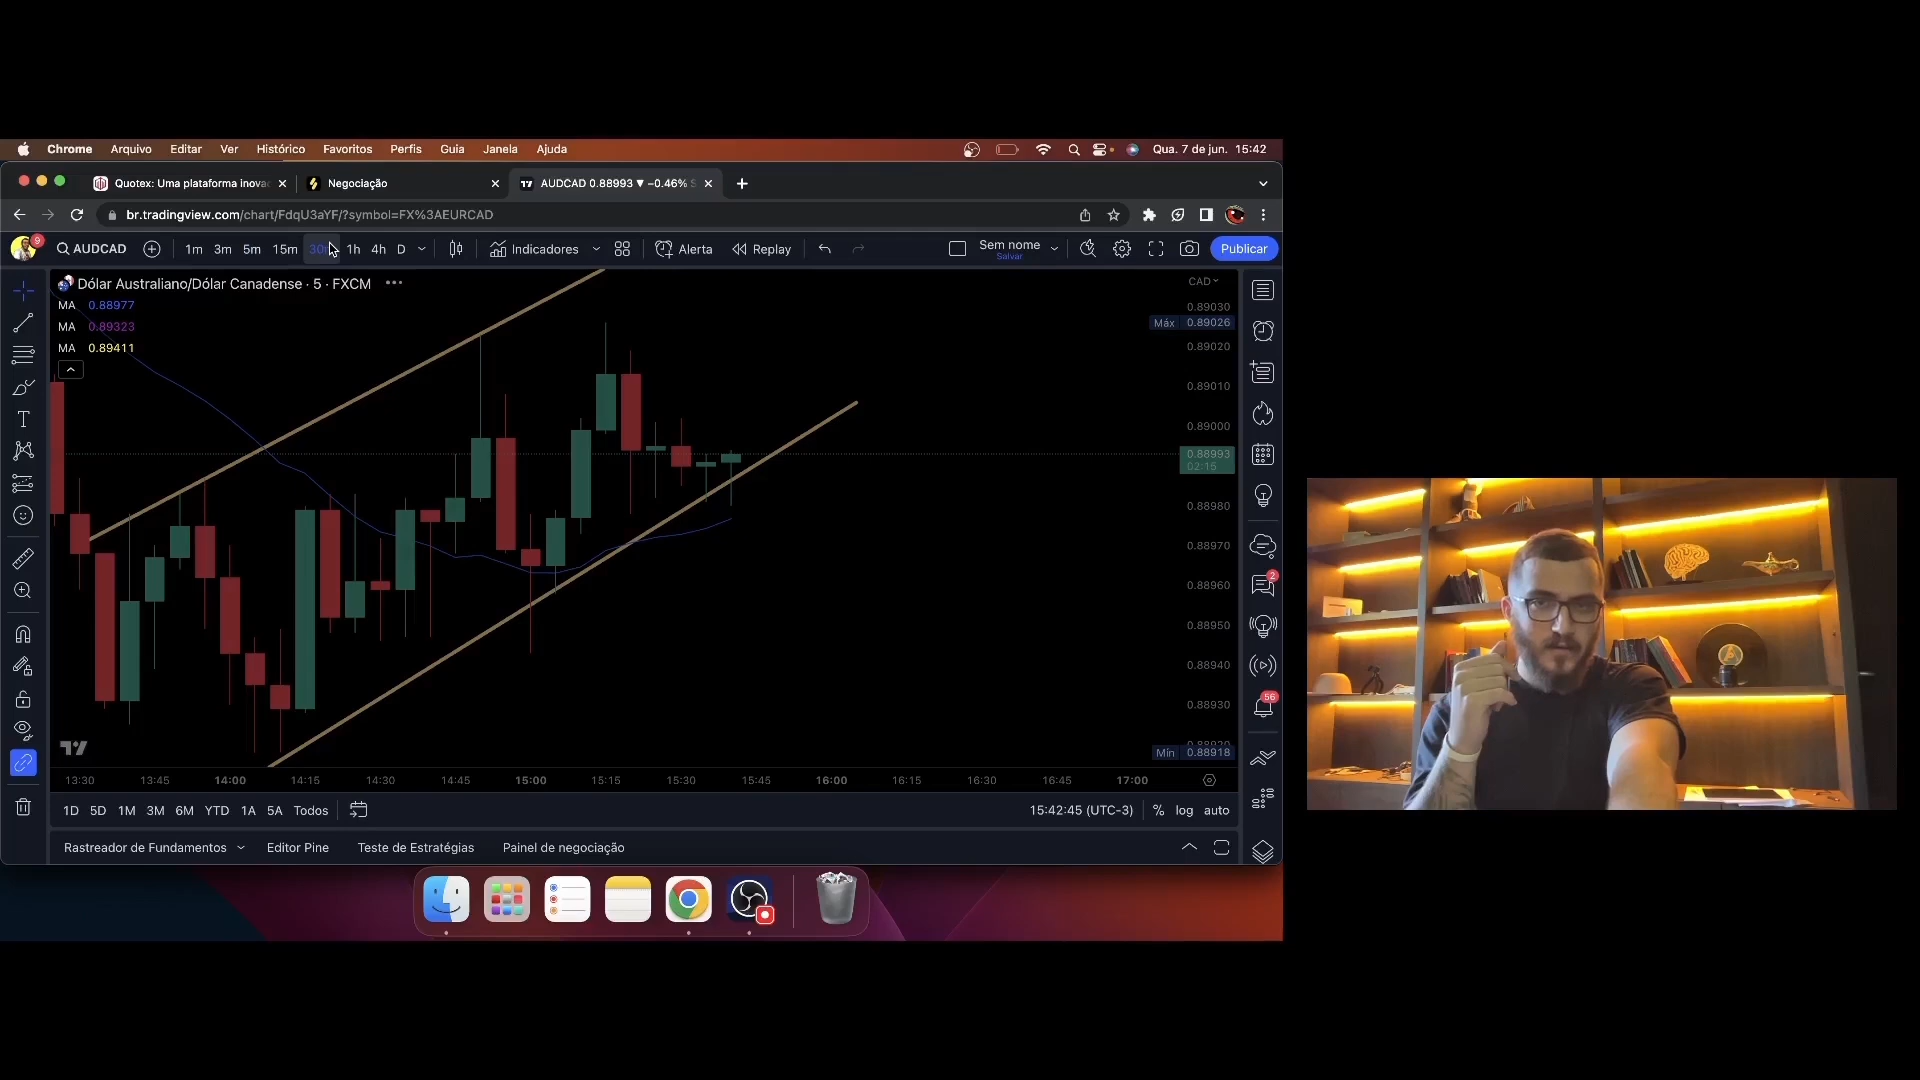 Chrome Arquivo Editar Ver Histórico Favoritos Perfis Guia Janela Ajuda Qua. 7 de jun. 15:42
Quotex: Uma plataforma inova Negociação AUDCAD 0.88993 ▼ −0.46%
br.tradingview.com/chart/FdqU3aYF/?symbol=FX%3AEURCAD
9 AUDCAD 1m 3m 5m 15m 1h 4h D Indicadores Alerta Replay Sem nome Publicar
Salvar
Dólar Australiano/Dólar Canadense · 5 · FXCM ••• CAD
MA 0.88977 0.89030
Máx 0.89026
MA 0.89323
MA 0.89411 0.89020
0.89010
0.89000
0.88993
02:15
0.88980
0.88970
2
0.88960
0.88950
0.88940
56
0.88930
Mín 0.88918
13:30 13:45 14:00 14:15 14:30 14:45 15:00 15:15 15:30 15:45 16:00 16:15 16:30 16:45 17:00
1D 5D 1M 3M 6M YTD 1A 5A Todos 15:42:45 (UTC-3) % log auto
Rastreador de Fundamentos Editor Pine Teste de Estratégias Painel de negociação